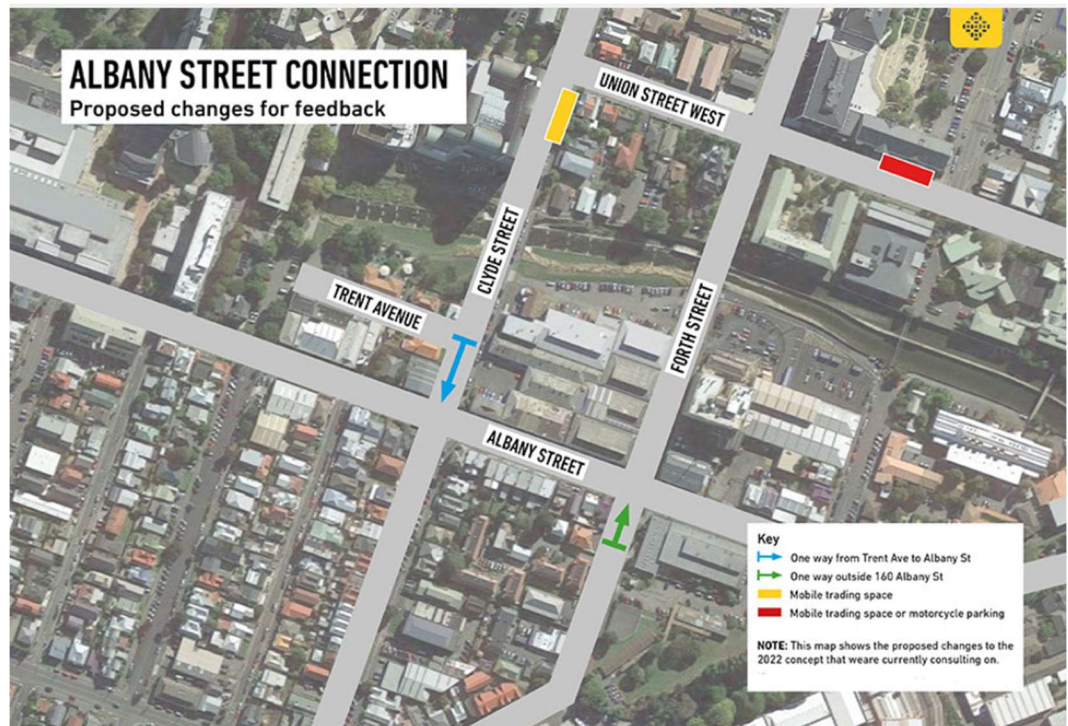 ALBANY STREET CONNECTION
Proposed changes for feedback
UNION STREET WEST
CLYDE STREET
TRENT AVENUE
FORTH STREET
ALBANY STREET
Key
One way from Trent Ave to Albany St
One way outside 160 Albany St
Mobile trading space
Mobile trading space or motorcycle parking
NOTE: This map shows the proposed changes to the
2022 concept that weare currently consulting on.